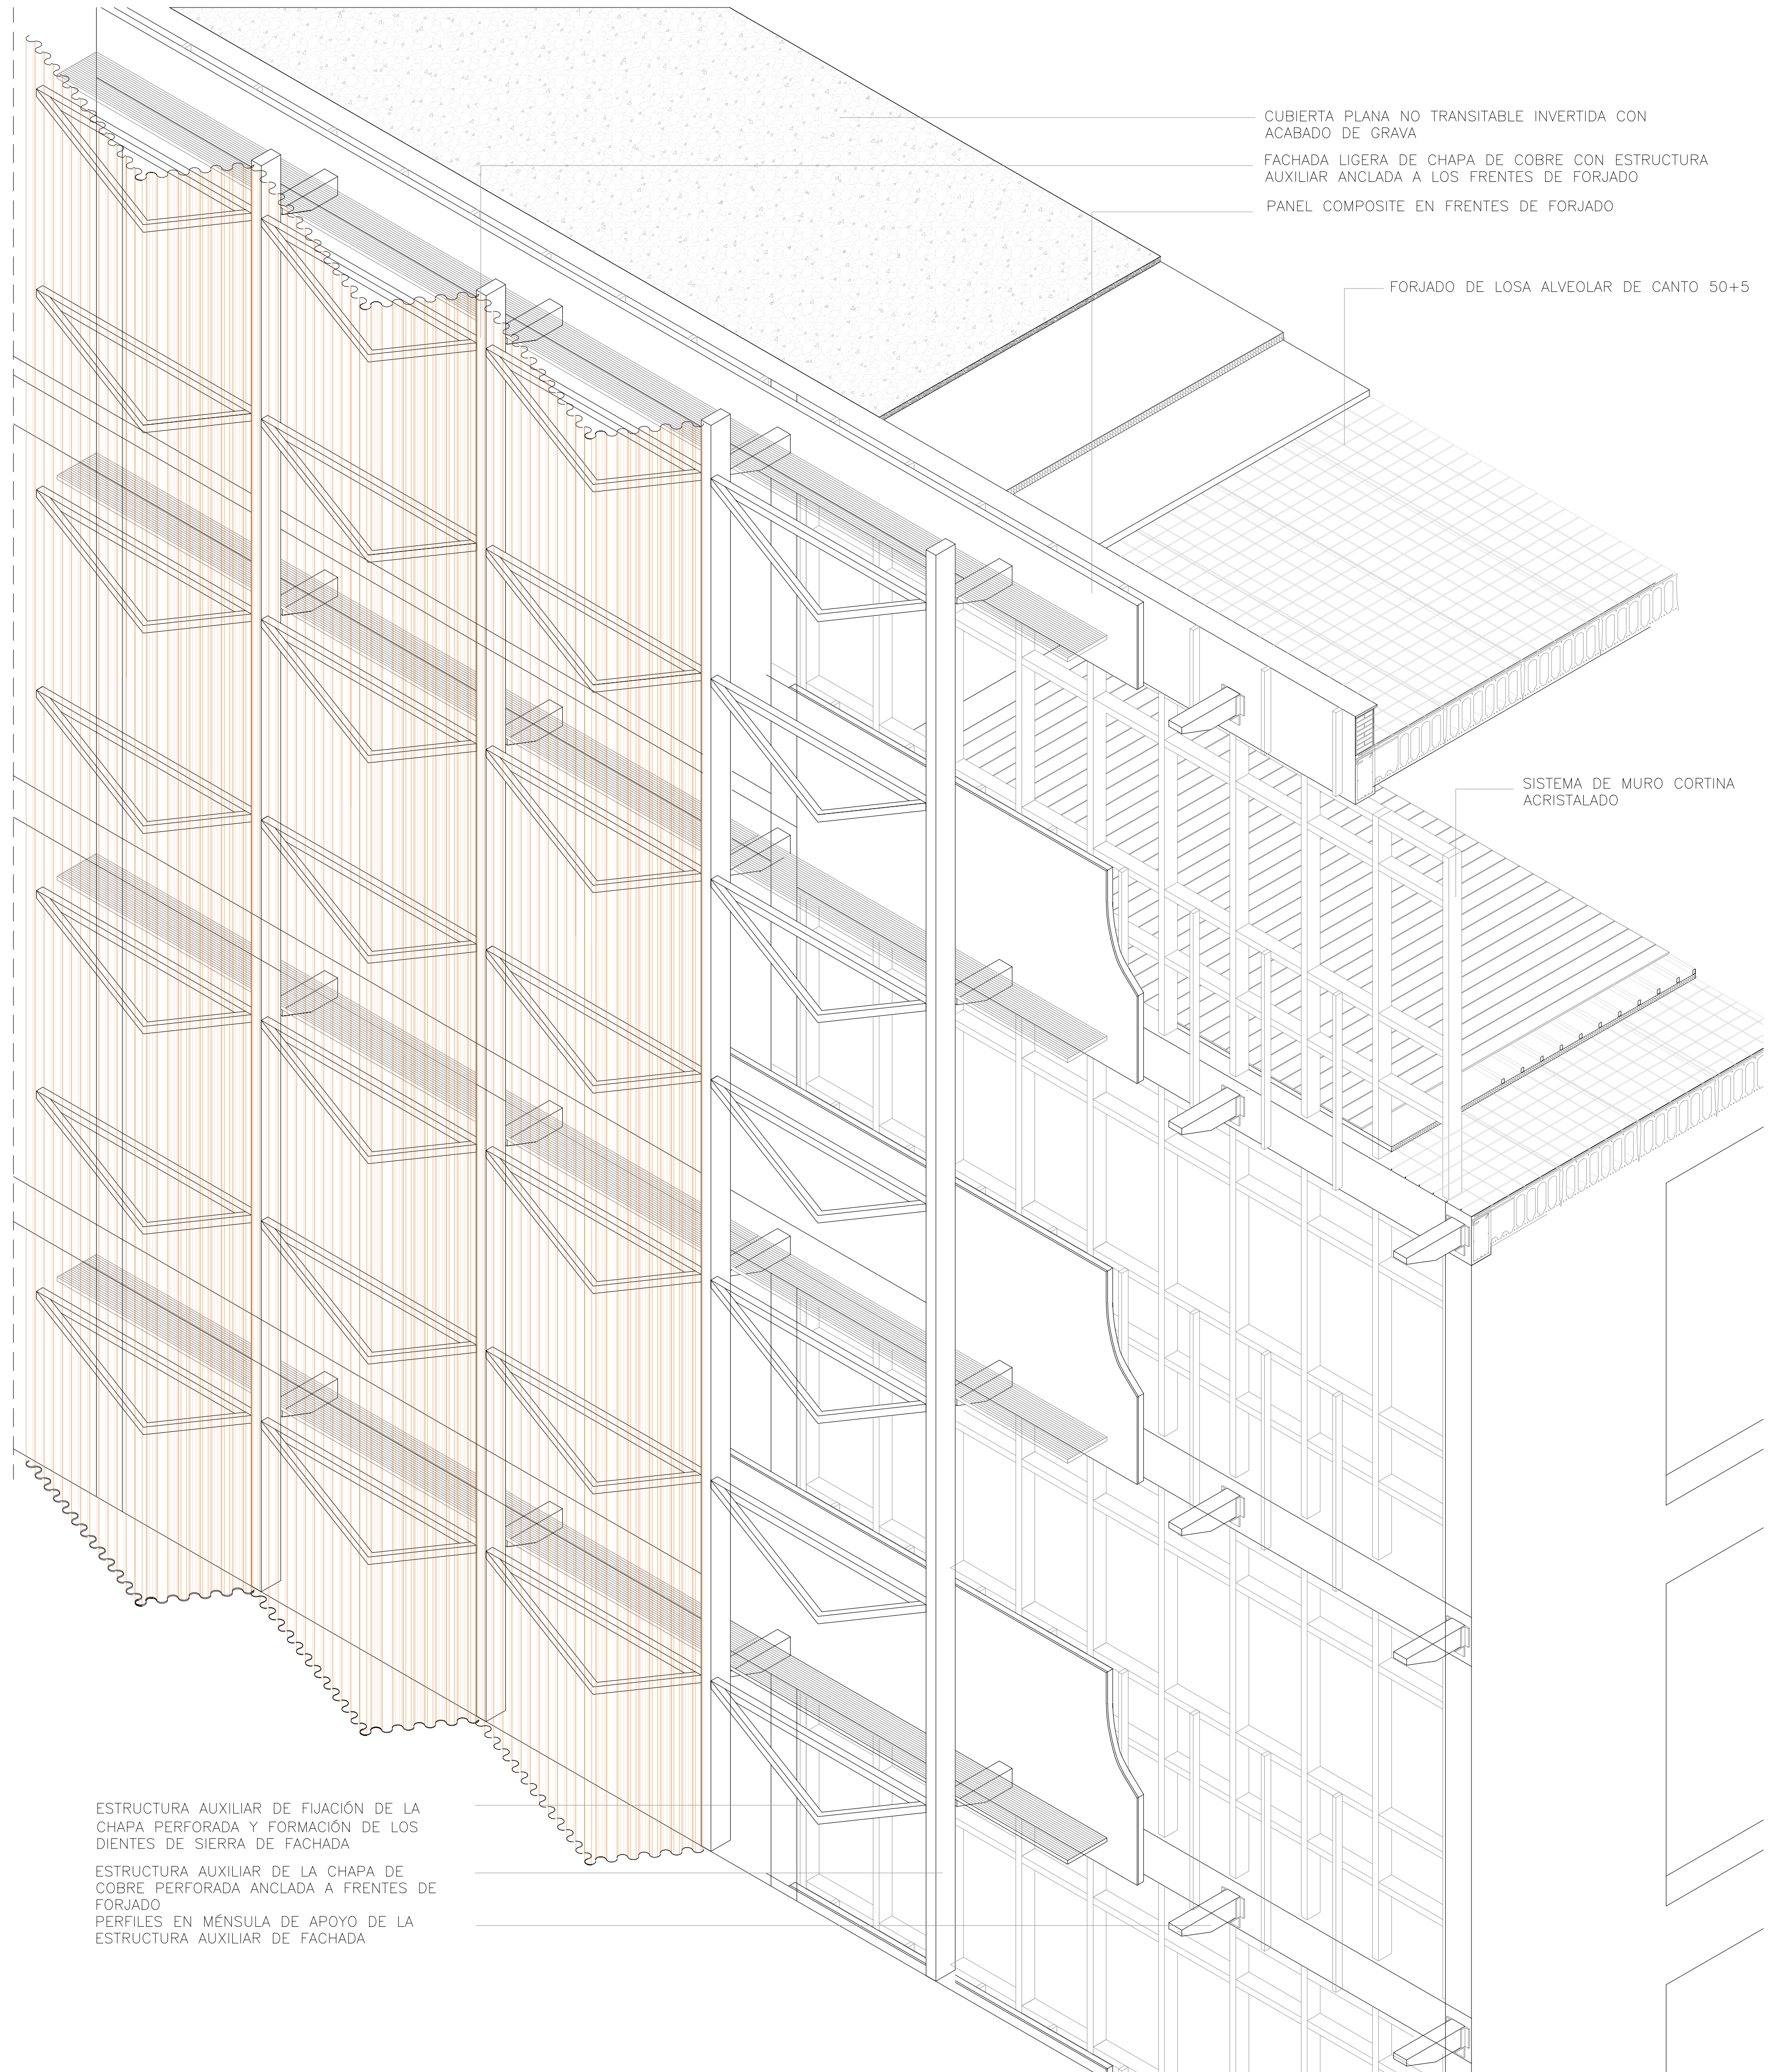 CUBIERTA PLANA NO TRANSITABLE INVERTIDA CON
ACABADO DE GRAVA
FACHADA LIGERA DE CHAPA DE COBRE CON ESTRUCTURA
AUXILIAR ANCLADA A LOS FRENTES DE FORJADO
PANEL COMPOSITE EN FRENTES DE FORJADO
FORJADO DE LOSA ALVEOLAR DE CANTO 50+5
SISTEMA DE MURO CORTINA
ACRISTALADO
ESTRUCTURA AUXILIAR DE FIJACIÓN DE LA
CHAPA PERFORADA Y FORMACIÓN DE LOS
DIENTES DE SIERRA DE FACHADA
ESTRUCTURA AUXILIAR DE LA CHAPA DE
COBRE PERFORADA ANCLADA A FRENTES DE
FORJADO
PERFILES EN MÉNSULA DE APOYO DE LA
ESTRUCTURA AUXILIAR DE FACHADA